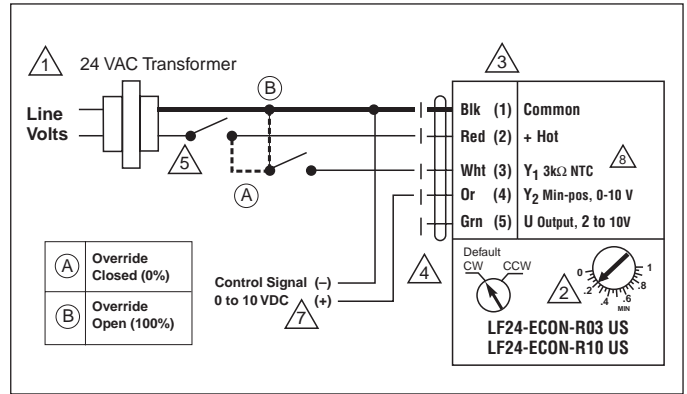 1 24 VAC Transformer
3
B
Line
Volts
Blk (1) Common
Red (2) + Hot
5
8
Wht (3) Y1 3kΩ NTC
A
Or (4) Y2 Min-pos, 0-10 V
Grn (5) U Output, 2 to 10V
A Override
Closed (0%)
B Override
Open (100%)
4
Control Signal (–)
0 to 10 VDC (+)
7
Default
CW CCW
2
0 .2 .4 .6 .8 1
MIN
LF24-ECON-R03 US
LF24-ECON-R10 US